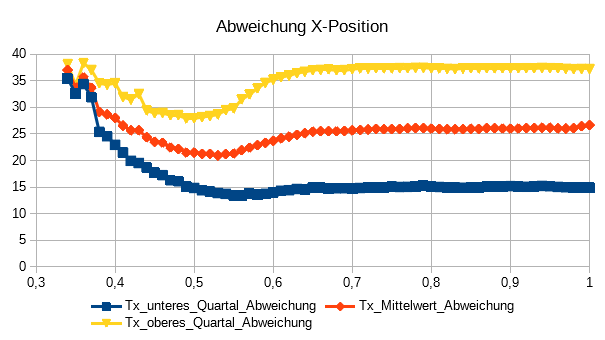 Abweichung X-Position
40
35
30
25
20
15
10
5
0
0,3 0,4 0,5 0,6 0,7 0,8 0,9 1
Tx_unteres_Quartal_Abweichung Tx_Mittelwert_Abweichung
Tx_oberes_Quartal_Abweichung